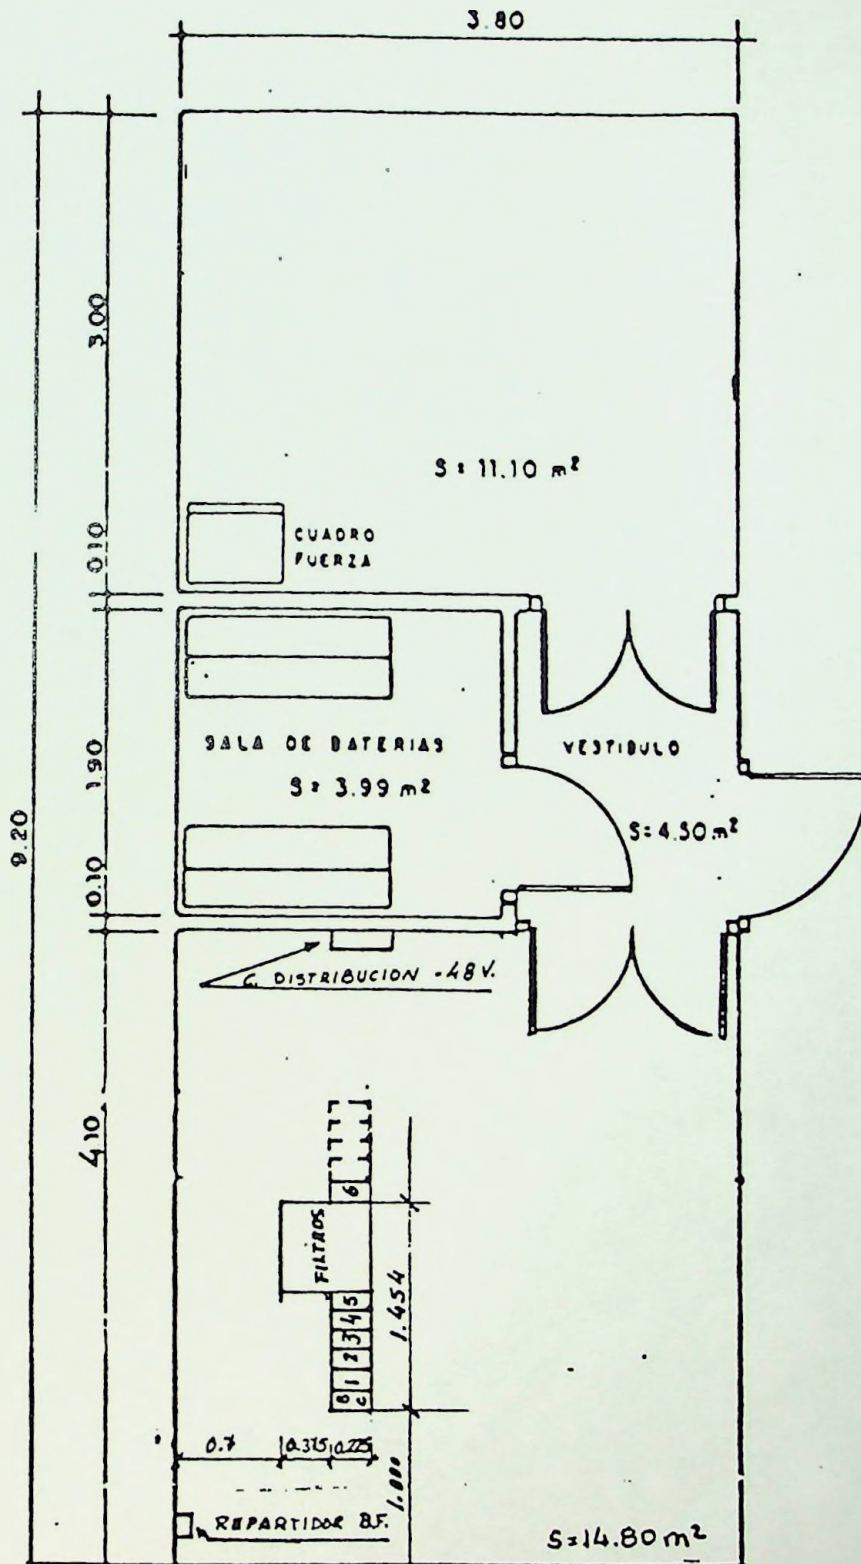 3.80
3.00
S = 11.10 m²
CUADRO
FUERZA
0.10
SALA DE BATERIAS
S = 3.99 m²
VESTIBULO
S = 4.50 m²
1.90
9.20
0.10
C. DISTRIBUCION -48 V.
4.10
6
FILTROS
5
4
3
2
1
B
C
1.454
0.7
0.375
0.225
1.000
REPARTIDOR B.F.
S = 14.80 m²